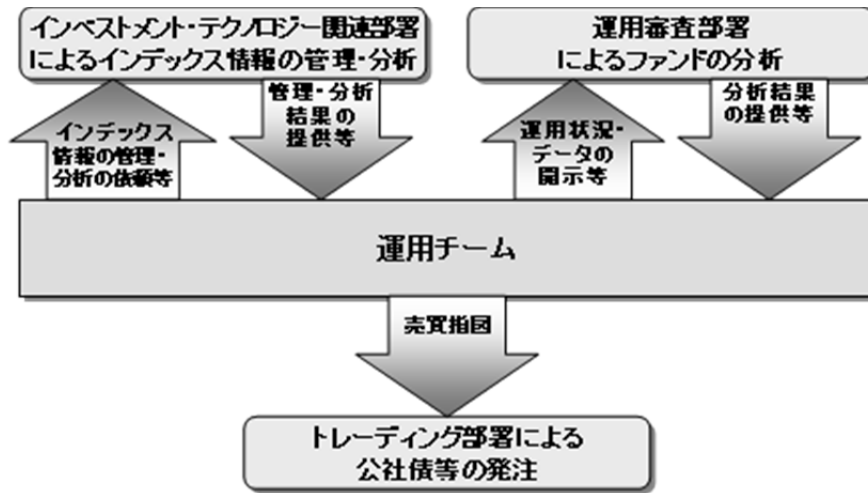 インベストメント・テクノロジー関連部署
によるインデックス情報の管理・分析
運用審査部署
によるファンドの分析
インデックス
情報の管理・
分析の依頼等
管理・分析
結果の
提供等
運用状況・
データの
開示等
分析結果
の提供等
運用チーム
売買指図
トレーディング部署による
公社債等の発注